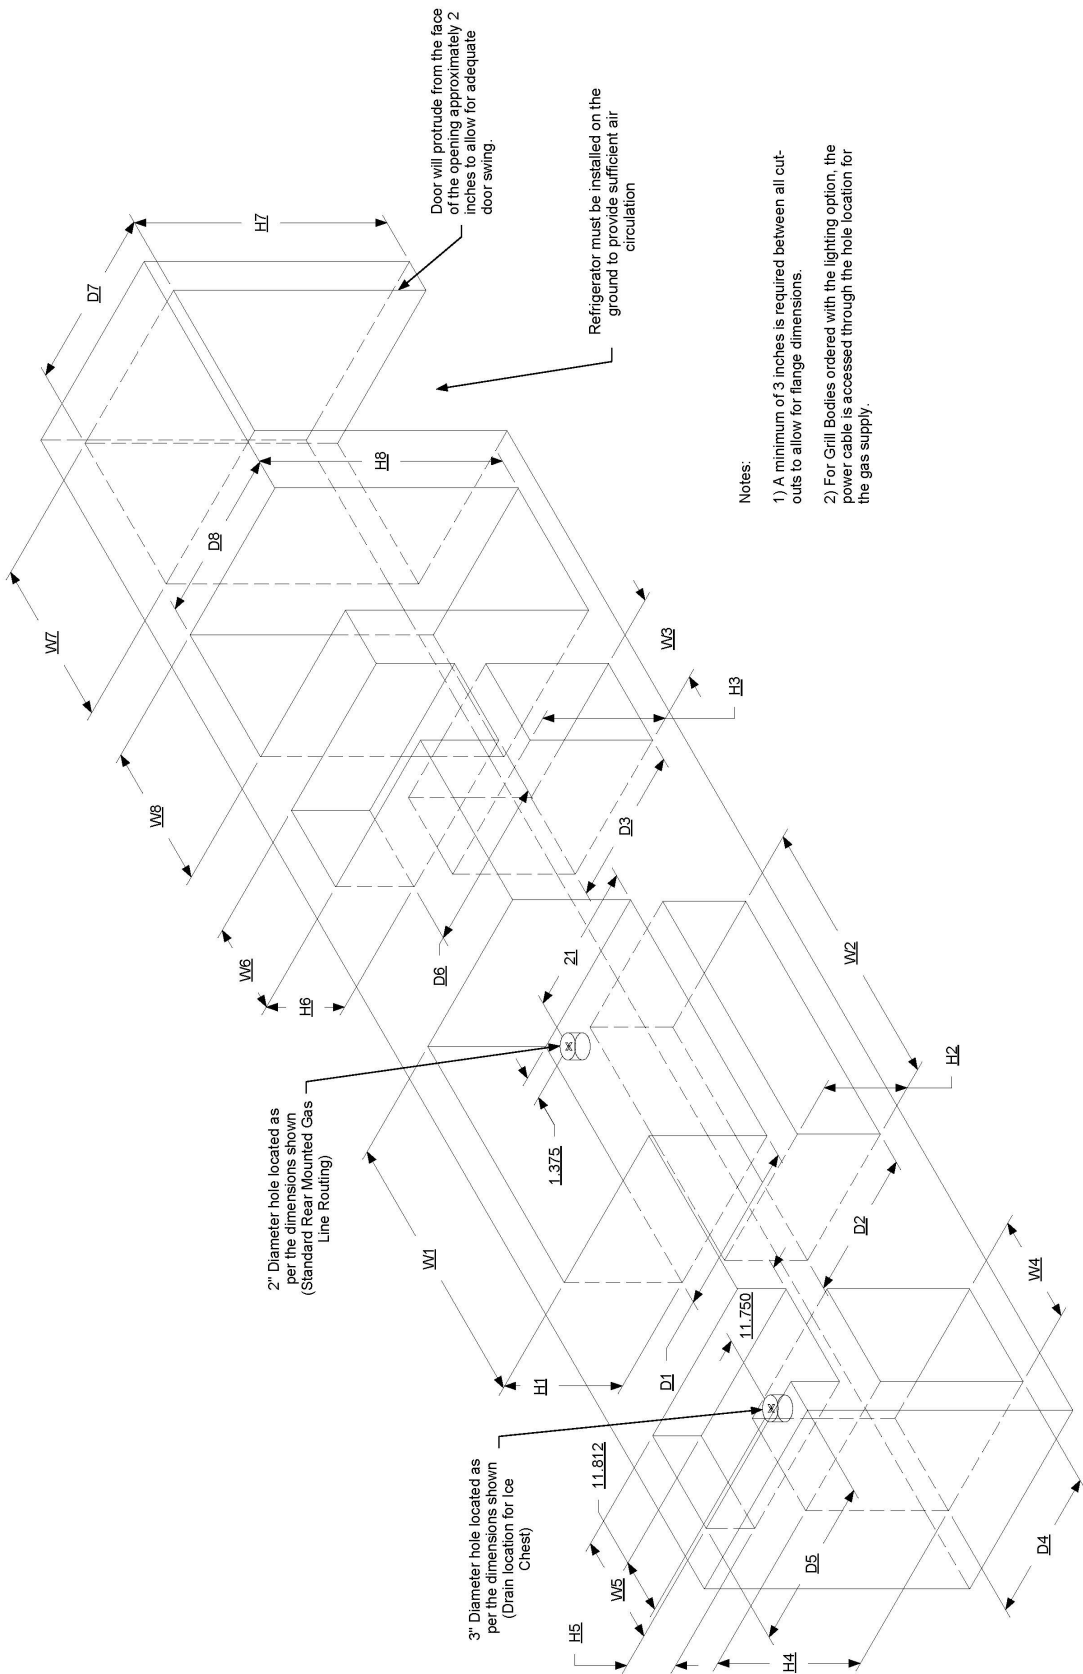 Door will protrude from the face
of the opening approximately 2
inches to allow for adequate
door swing.
Refrigerator must be installed on the
ground to provide sufficient air
circulation
Notes:
1) A minimum of 3 inches is required between all cut-
outs to allow for flange dimensions.
2) For Grill Bodies ordered with the lighting option, the
power cable is accessed through the hole location for
the gas supply.
2" Diameter hole located as
per the dimensions shown
(Standard Rear Mounted Gas
Line Routing)
3" Diameter hole located as
per the dimensions shown
(Drain location for Ice
Chest)
D7
H7
W7
D8
H8
W8
W3
H3
D3
W6
H6
D6
21
1.375
W2
H2
D2
W1
H1
D1
11.750
11.812
W4
D4
W5
D5
H5
H4